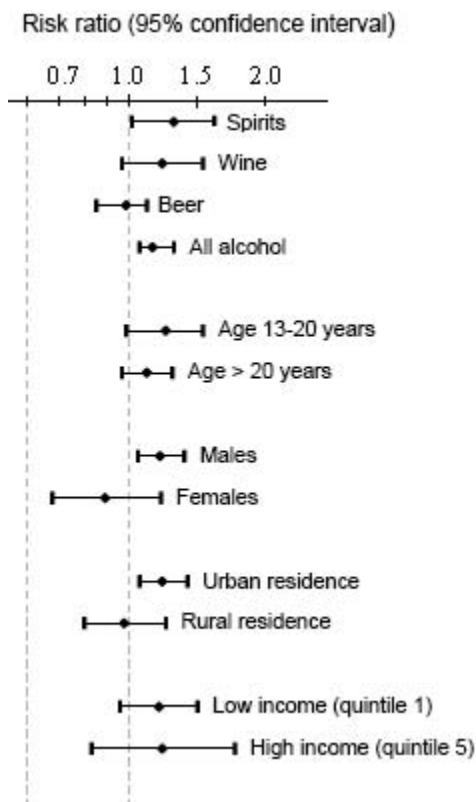 Risk ratio (95% confidence interval)
0.7 1.0 1.5 2.0
Spirits
Wine
Beer
All alcohol
Age 13-20 years
Age > 20 years
Males
Females
Urban residence
Rural residence
Low income (quintile 1)
High income (quintile 5)